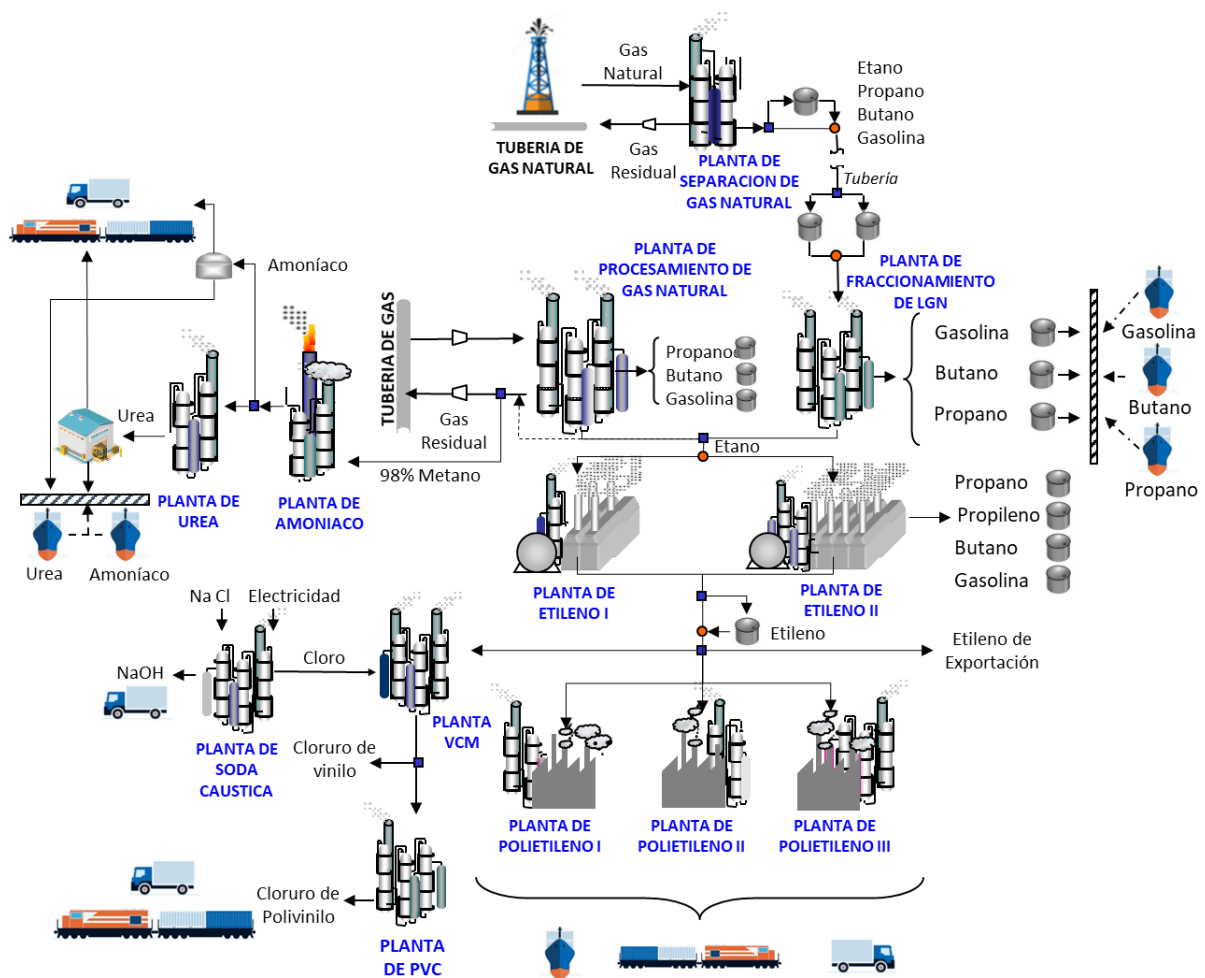 Gas
Natural
Etano
Propano
Butano
Gasolina
TUBERIA DE
GAS NATURAL
Gas
Residual
PLANTA DE
SEPARACION DE
GAS NATURAL
Tubería
PLANTA DE
PROCESAMIENTO DE
GAS NATURAL
PLANTA DE
FRACCIONAMIENTO
DE LGN
Amoníaco
TUBERIA DE GAS
Propano
Butano
Gasolina
Gasolina
Butano
Propano
Gasolina
Butano
Propano
Gas
Residual
98% Metano
Etano
Urea
PLANTA DE
UREA
PLANTA DE
AMONIACO
Urea
Amoníaco
Propano
Propileno
Butano
Gasolina
PLANTA DE
ETILENO I
PLANTA DE
ETILENO II
Etileno
Etileno de
Exportación
Na Cl
Electricidad
NaOH
Cloro
PLANTA DE
SODA
CAUSTICA
PLANTA
VCM
Cloruro de
vinilo
PLANTA DE
POLIETILENO I
PLANTA DE
POLIETILENO II
PLANTA DE
POLIETILENO III
Cloruro de
Polivinilo
PLANTA
DE PVC